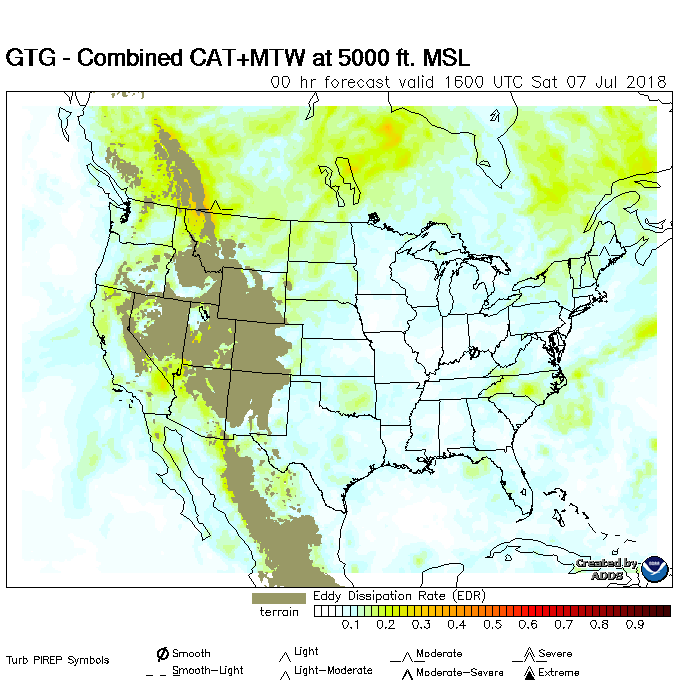 GTG - Combined CAT+MTW at 5000 ft. MSL
00 hr forecast valid 1600 UTC Sat 07 Jul 2018
Created by
ADDS
Eddy Dissipation Rate (EDR)
terrain
0.1 0.2 0.3 0.4 0.5 0.6 0.7 0.8 0.9
Turb PIREP Symbols
Smooth Light Moderate Severe
Smooth-Light Light-Moderate Moderate-Severe Extreme